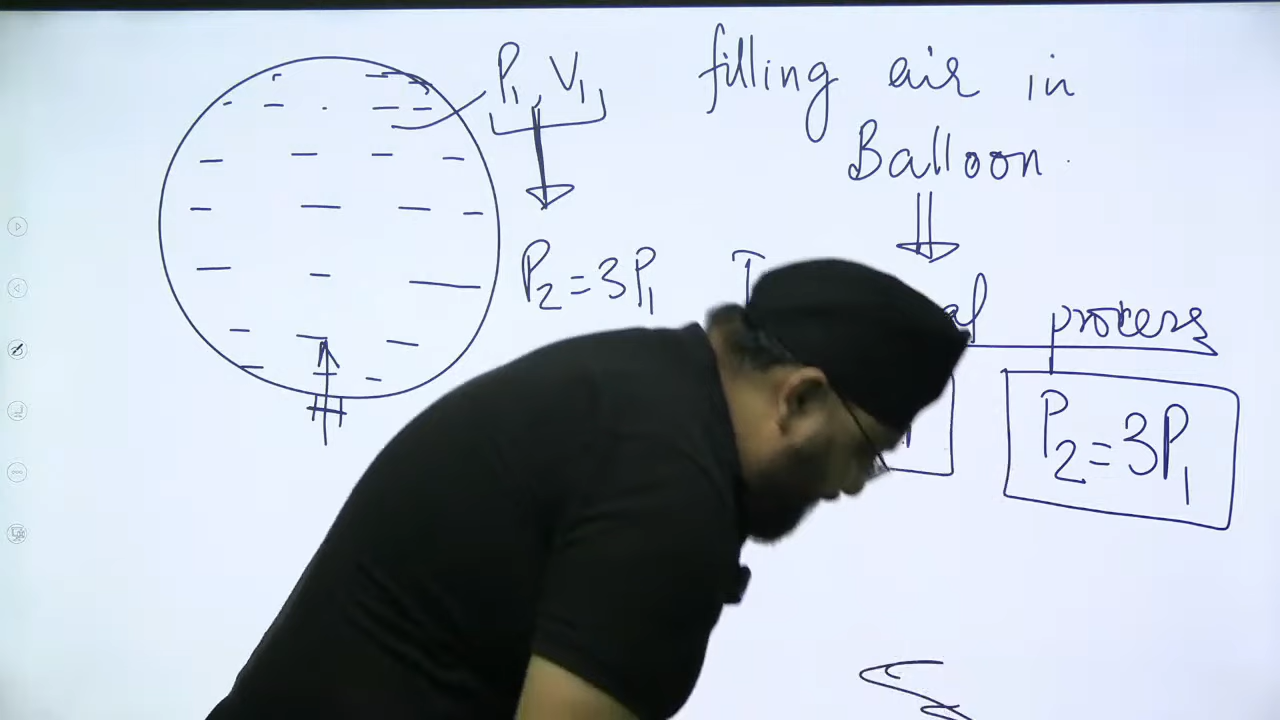 P₁, V₁
filling air in
Balloon
P₂ = 3P₁
process
P₂ = 3P₁